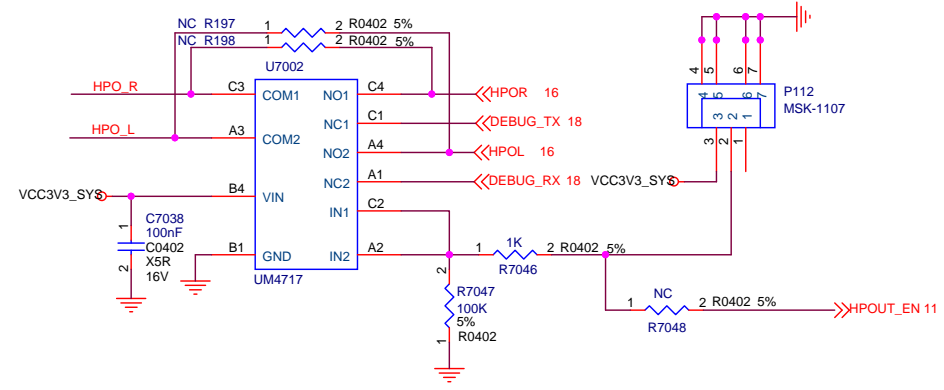 NC R197 1 2 R0402 5%
NC R198 1 2 R0402 5%
U7002
HPO_R C3 COM1 NO1 C4 HPOR 16
NC1 C1 DEBUG_TX 18
HPO_L A3 COM2 NO2 A4 HPOL 16
NC2 A1 DEBUG_RX 18
VCC3V3_SYS B4 VIN
IN1 C2
B1 GND IN2 A2
UM4717
1 C7038
100nF
C0402
2 X5R
16V
1 1K 2 R0402 5%
R7046
2 R7047
100K
5%
1 R0402
4 5 6 7
4 5 6 7
P112
MSK-1107
3 2 1
3 2 1
VCC3V3_SYS
1 NC 2 R0402 5%
R7048
HPOUT_EN 11